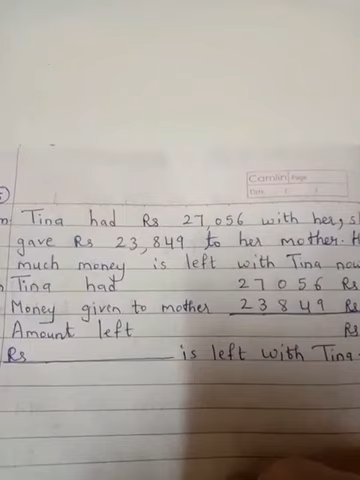 Camlin Page
Date / /
Tina had Rs 27,056 with her, s
gave Rs 23,849 to her mother. H
much money is left with Tina now
Tina had 27056 Rs
Money given to mother 23849 Rs
Amount left Rs
Rs ____________ is left with Tina.